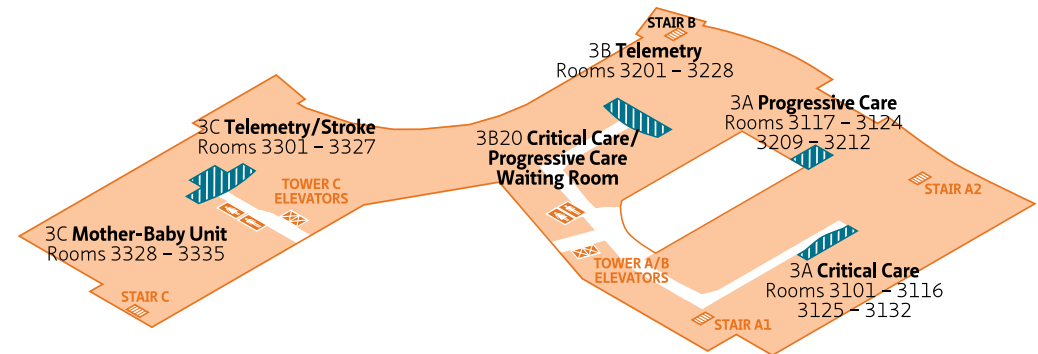 STAIR B
3B Telemetry
Rooms 3201 – 3228
3A Progressive Care
Rooms 3117 – 3124
3209 – 3212
3C Telemetry/Stroke
Rooms 3301 – 3327
3B20 Critical Care/
Progressive Care
Waiting Room
TOWER C
ELEVATORS
STAIR A2
3C Mother-Baby Unit
Rooms 3328 – 3335
TOWER A/B
ELEVATORS
3A Critical Care
Rooms 3101 – 3116
3125 – 3132
STAIR C
STAIR A1